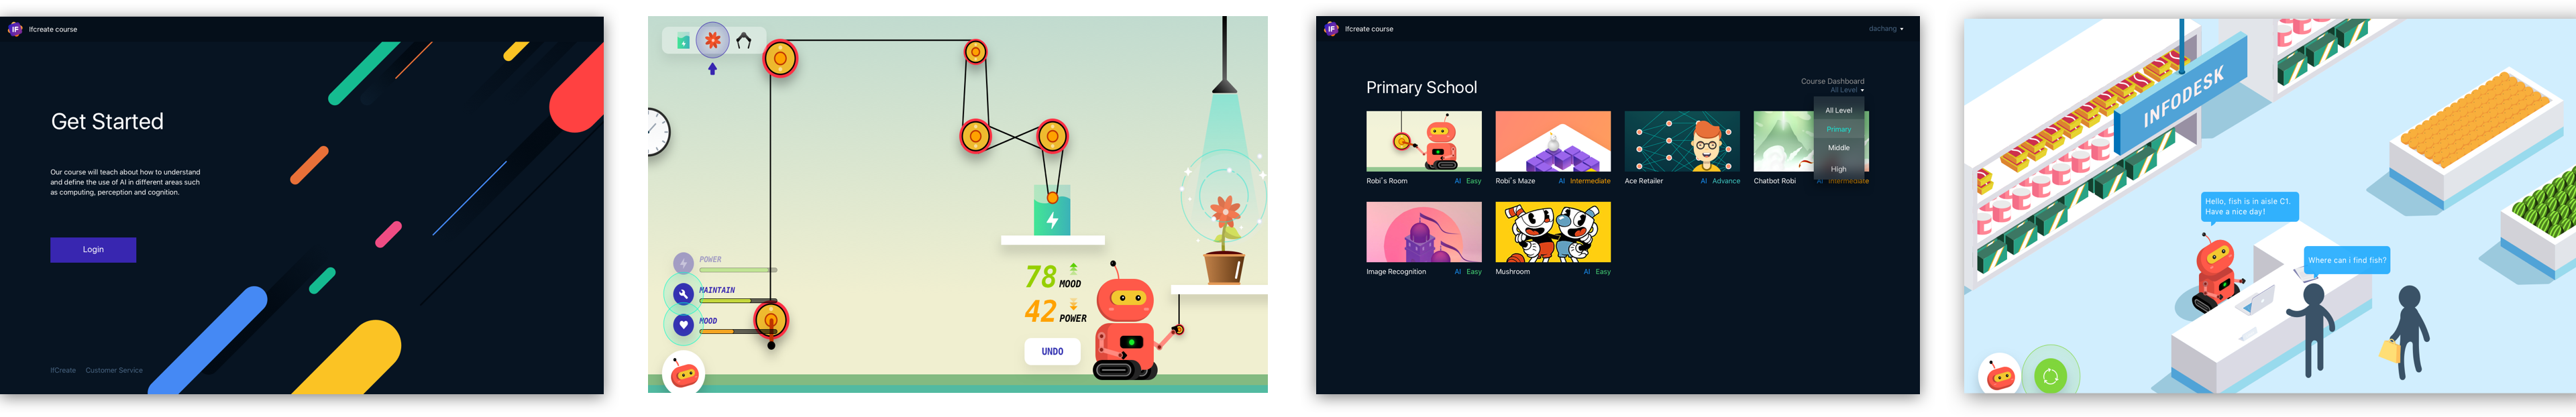 IF
Ifcreate course
Get Started
Our course will teach about how to understand
and define the use of AI in different areas such
as computing, perception and cognition.
Login
IfCreate Customer Service
POWER
MAINTAIN
MOOD
78 MOOD
42 POWER
UNDO
IF
Ifcreate course
dachang
Primary School
Course Dashboard
All Level
All Level
Primary
Middle
High
Robi's Room AI Easy
Robi's Maze AI Intermediate
Ace Retailer AI Advance
Chatbot Robi AI Intermediate
Image Recognition AI Easy
Mushroom AI Easy
INFODESK
Hello, fish is in aisle C1.
Have a nice day!
Where can i find fish?